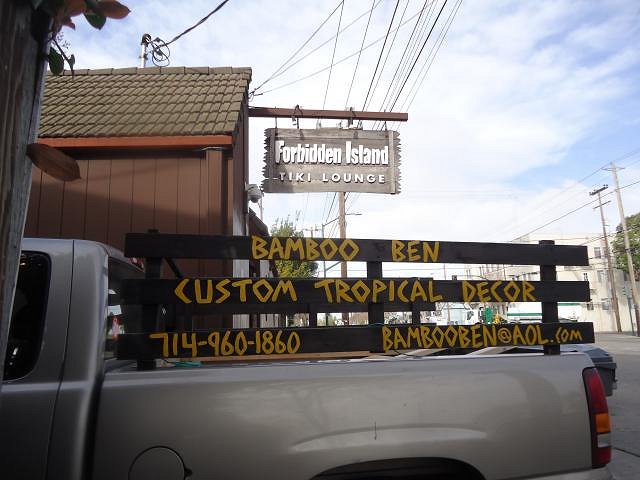 Forbidden Island
TIKI LOUNGE
BAMBOO BEN
CUSTOM TROPICAL DECOR
714-960-1860 BAMBOOBEN@AOL.COM